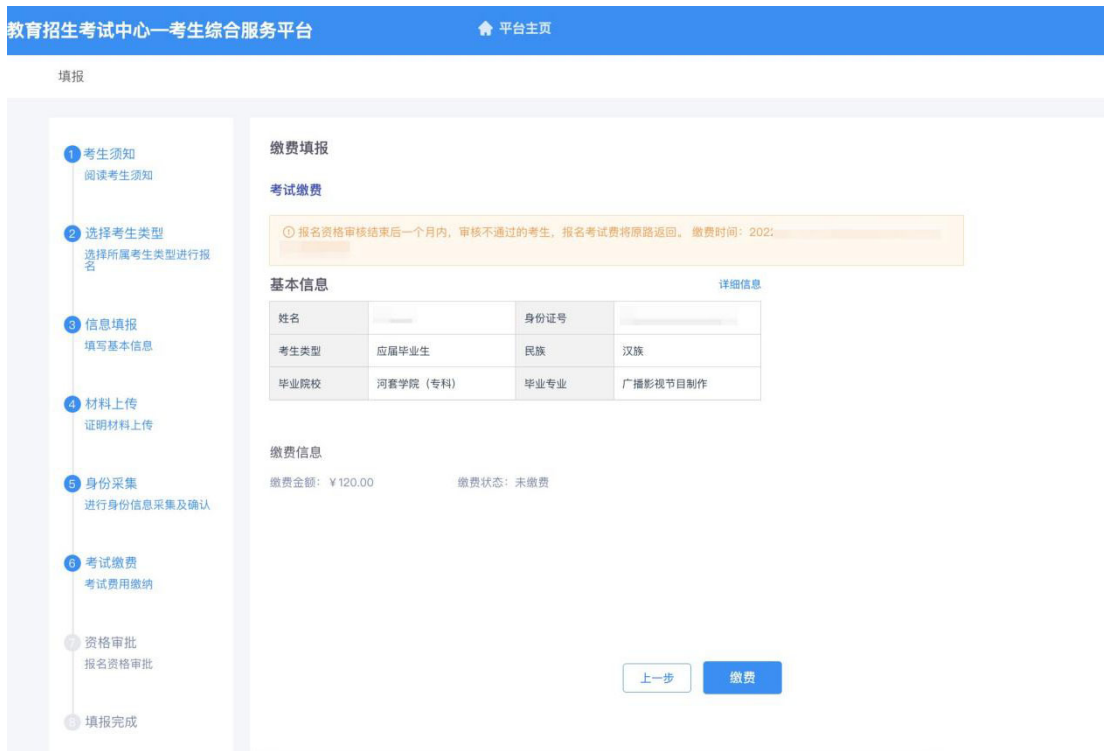 教育招生考试中心—考生综合服务平台
平台主页
填报
1 考生须知
阅读考生须知
2 选择考生类型
选择所属考生类型进行报
名
3 信息填报
填写基本信息
4 材料上传
证明材料上传
5 身份采集
进行身份信息采集及确认
6 考试缴费
考试费用缴纳
7 资格审批
报名资格审批
8 填报完成
缴费填报
考试缴费
报名资格审核结束后一个月内，审核不通过的考生，报名考试费将原路返回。 缴费时间：202
基本信息 详细信息
姓名 身份证号
考生类型 应届毕业生 民族 汉族
毕业院校 河套学院（专科） 毕业专业 广播影视节目制作
缴费信息
缴费金额：￥120.00 缴费状态：未缴费
上一步 缴费